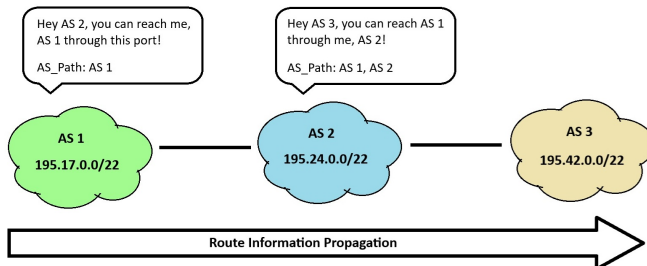 Hey AS 2, you can reach me,
AS 1 through this port!
AS_Path: AS 1
Hey AS 3, you can reach AS 1
through me, AS 2!
AS_Path: AS 1, AS 2
AS 1
195.17.0.0/22
AS 2
195.24.0.0/22
AS 3
195.42.0.0/22
Route Information Propagation